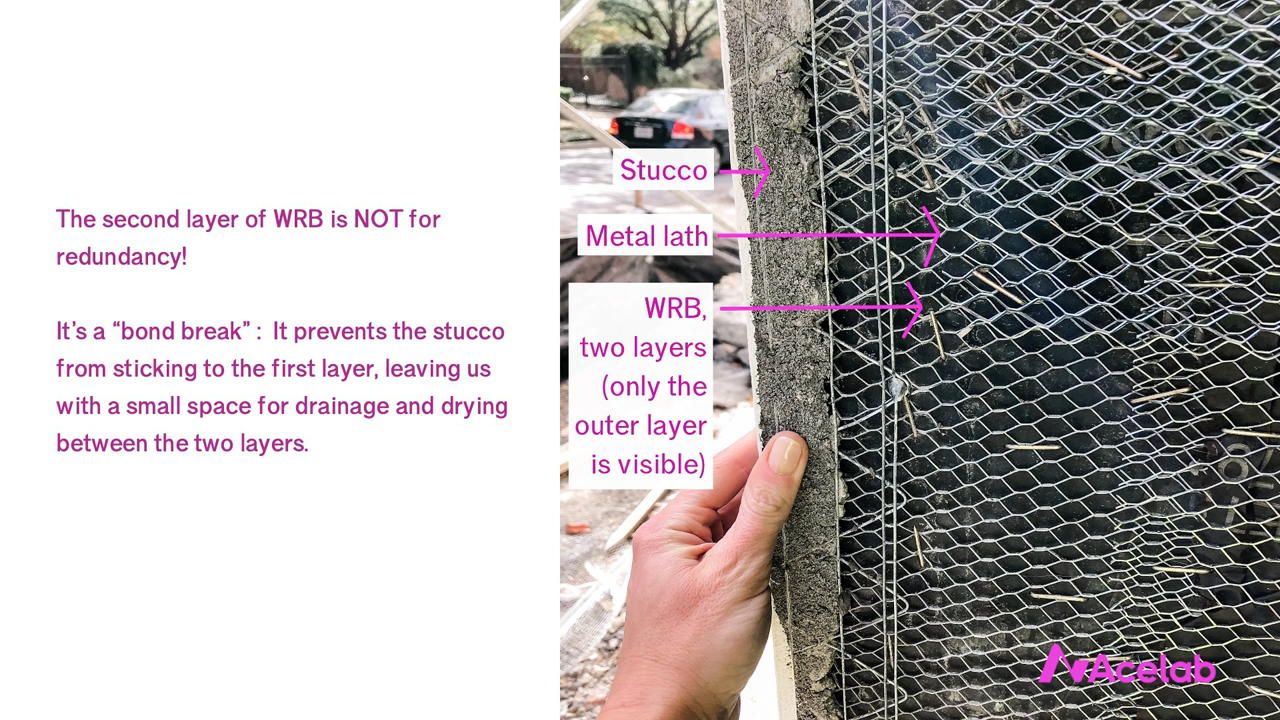 The second layer of WRB is NOT for
redundancy!
It’s a “bond break” : It prevents the stucco
from sticking to the first layer, leaving us
with a small space for drainage and drying
between the two layers.
Stucco
Metal lath
WRB,
two layers
(only the
outer layer
is visible)
Acelab